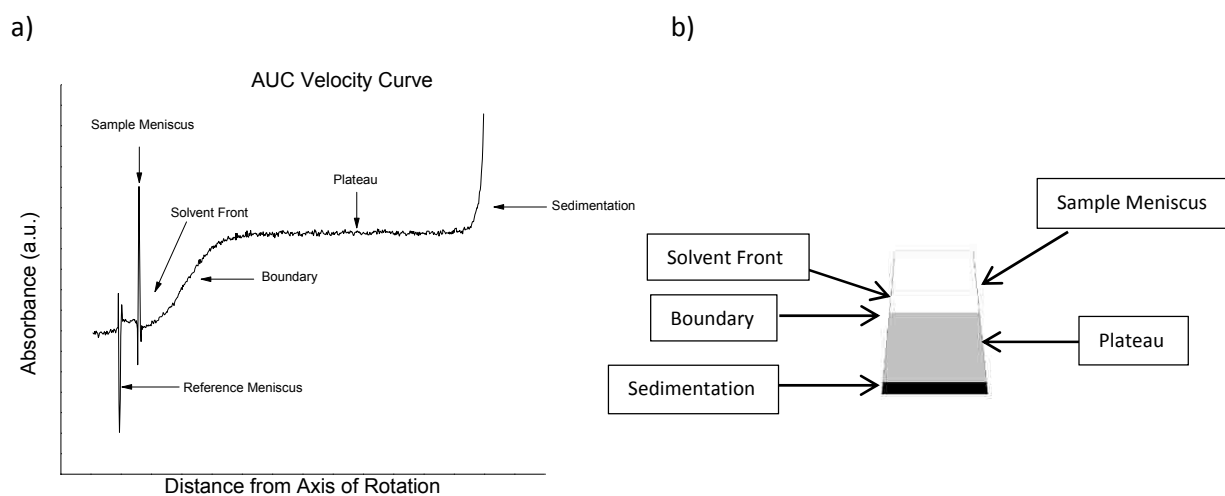 a)
AUC Velocity Curve
Sample Meniscus
Solvent Front
Plateau
Sedimentation
Boundary
Reference Meniscus
Absorbance (a.u.)
Distance from Axis of Rotation
b)
Sample Meniscus
Solvent Front
Boundary
Plateau
Sedimentation